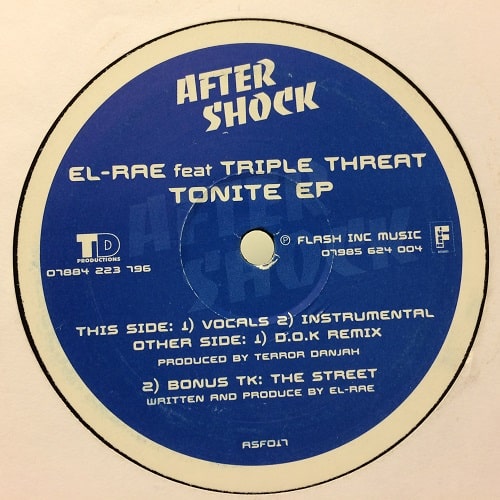 AFTER
SHOCK
EL-RAE feat TRIPLE THREAT
TONITE EP
TD
PRODUCTIONS
07884 223 796
℗ FLASH INC MUSIC
07985 624 004
AFTER
SHOCK
THIS SIDE: 1) VOCALS 2) INSTRUMENTAL
OTHER SIDE: 1) D.O.K REMIX
PRODUCED BY TERROR DANJAH
2) BONUS TK: THE STREET
WRITTEN AND PRODUCE BY EL-RAE
ASF017